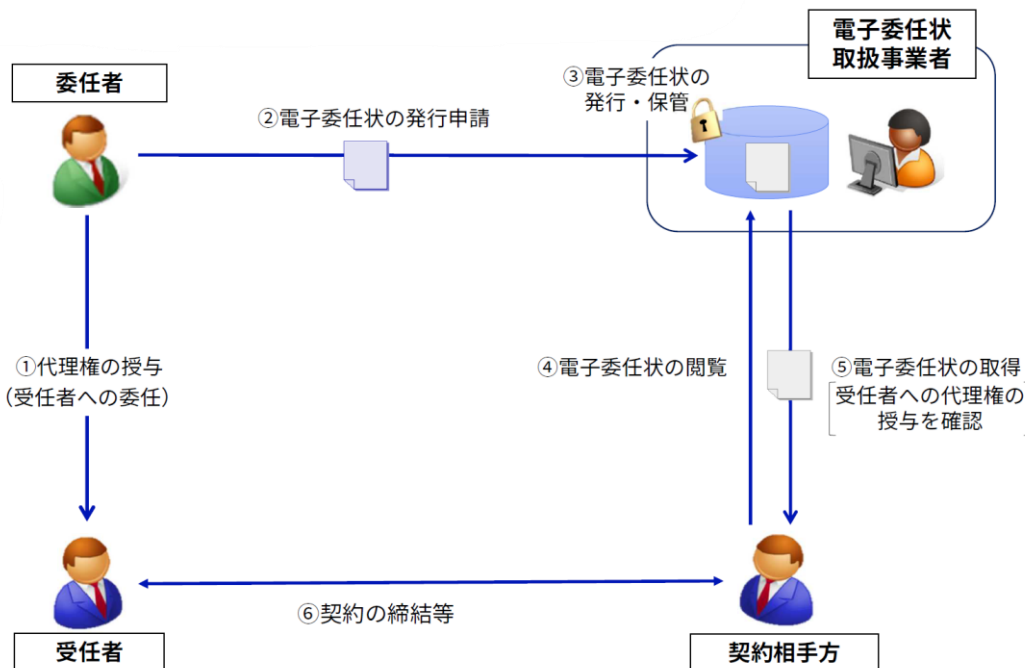 電子委任状
取扱事業者
委任者
③電子委任状の
発行・保管
②電子委任状の発行申請
①代理権の授与
（受任者への委任）
④電子委任状の閲覧
⑤電子委任状の取得
受任者への代理権の
授与を確認
⑥契約の締結等
受任者
契約相手方